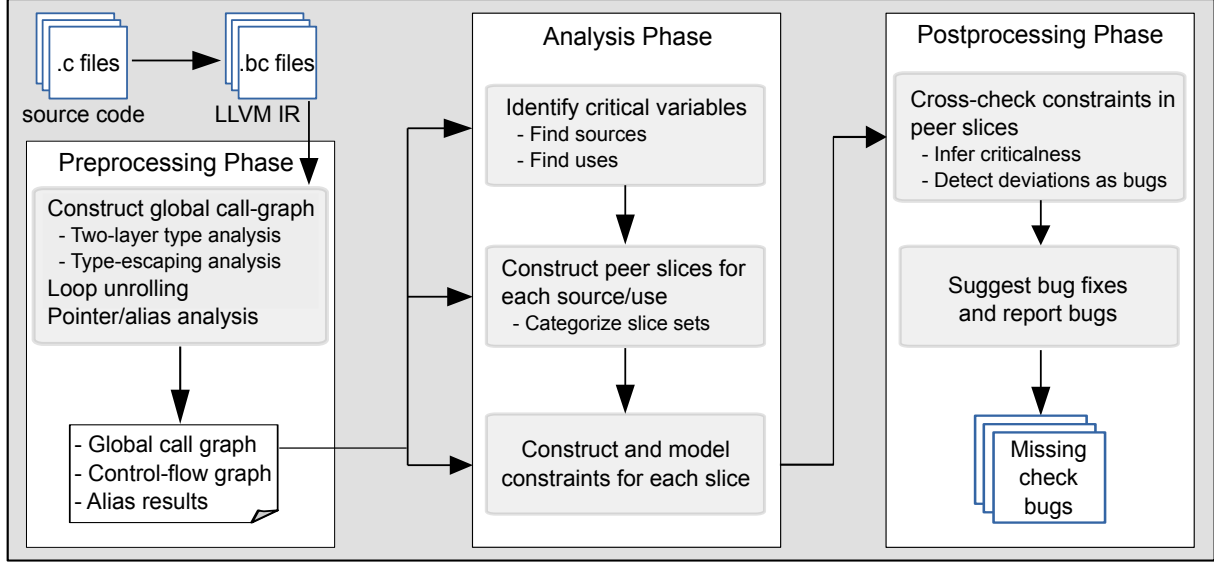 .c files
.bc files
source code
LLVM IR
Preprocessing Phase
Construct global call-graph
- Two-layer type analysis
- Type-escaping analysis
Loop unrolling
Pointer/alias analysis
- Global call graph
- Control-flow graph
- Alias results
Analysis Phase
Identify critical variables
- Find sources
- Find uses
Construct peer slices for
each source/use
- Categorize slice sets
Construct and model
constraints for each slice
Postprocessing Phase
Cross-check constraints in
peer slices
- Infer criticalness
- Detect deviations as bugs
Suggest bug fixes
and report bugs
Missing
check
bugs